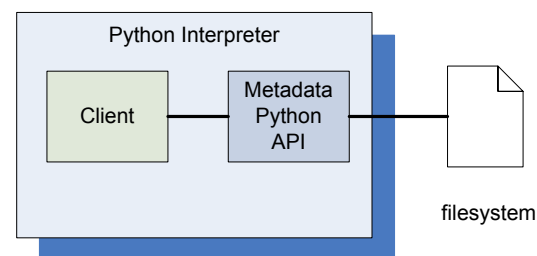 Python Interpreter
Client
Metadata
Python
API
filesystem